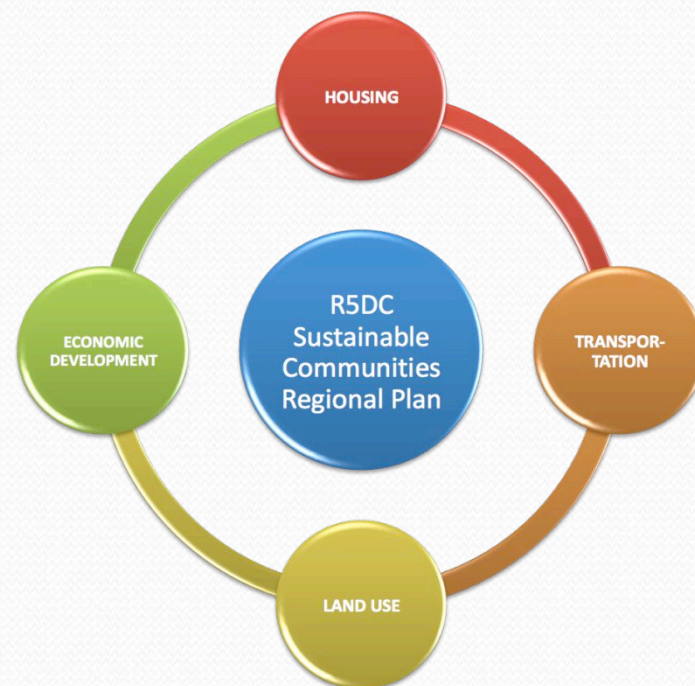 HOUSING
R5DC
Sustainable
Communities
Regional Plan
ECONOMIC
DEVELOPMENT
TRANSPOR-
TATION
LAND USE